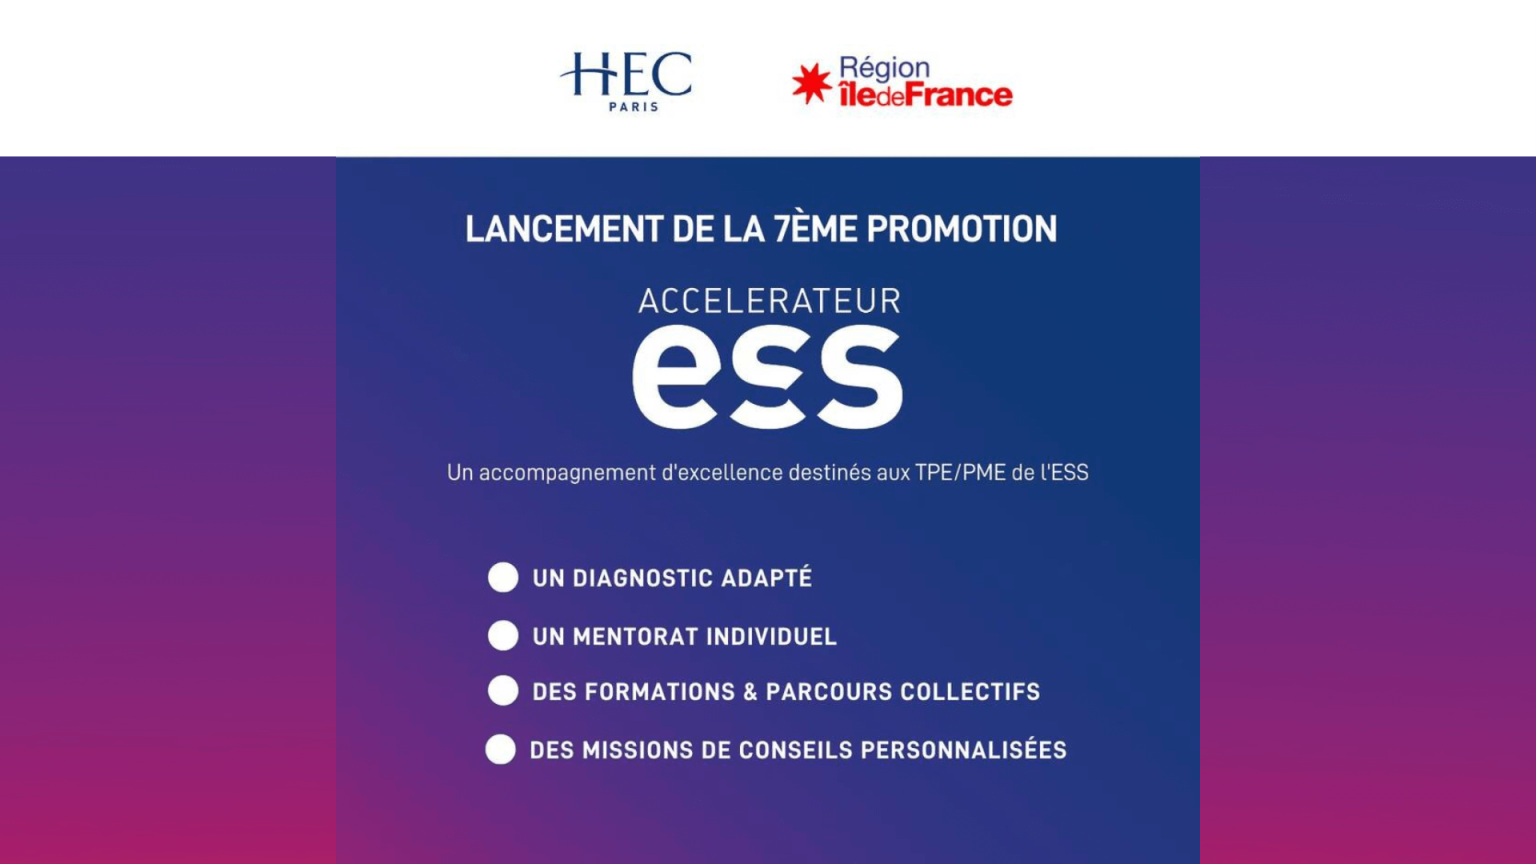 HEC
PARIS
Région
îledeFrance
LANCEMENT DE LA 7ÈME PROMOTION
ACCELERATEUR
ess
Un accompagnement d'excellence destinés aux TPE/PME de l'ESS
UN DIAGNOSTIC ADAPTÉ
UN MENTORAT INDIVIDUEL
DES FORMATIONS & PARCOURS COLLECTIFS
DES MISSIONS DE CONSEILS PERSONNALISÉES